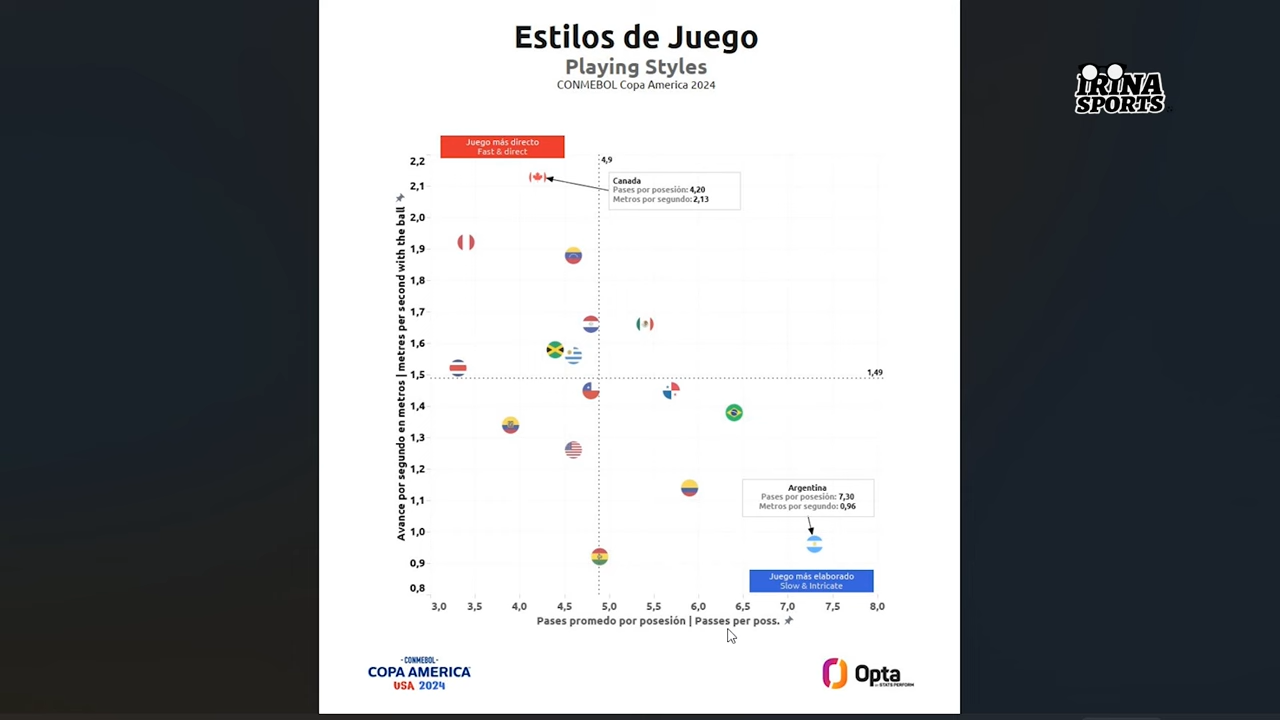 Estilos de Juego
Playing Styles
CONMEBOL Copa America 2024
IRINA
SPORTS
Juego más directo
Fast & direct
4,9
Canada
Pases por posesión: 4,20
Metros por segundo: 2,13
2,2
2,1
2,0
1,9
1,8
1,7
1,6
1,5
1,4
1,3
1,2
1,1
1,0
0,9
0,8
Avance por segundo en metros | metres per second with the ball
1,49
Argentina
Pases por posesión: 7,30
Metros por segundo: 0,96
Juego más elaborado
Slow & Intricate
3,0 3,5 4,0 4,5 5,0 5,5 6,0 6,5 7,0 7,5 8,0
Pases promedo por posesión | Passes per poss.
CONMEBOL
COPA AMERICA
USA 2024
Opta
BY STATS PERFORM